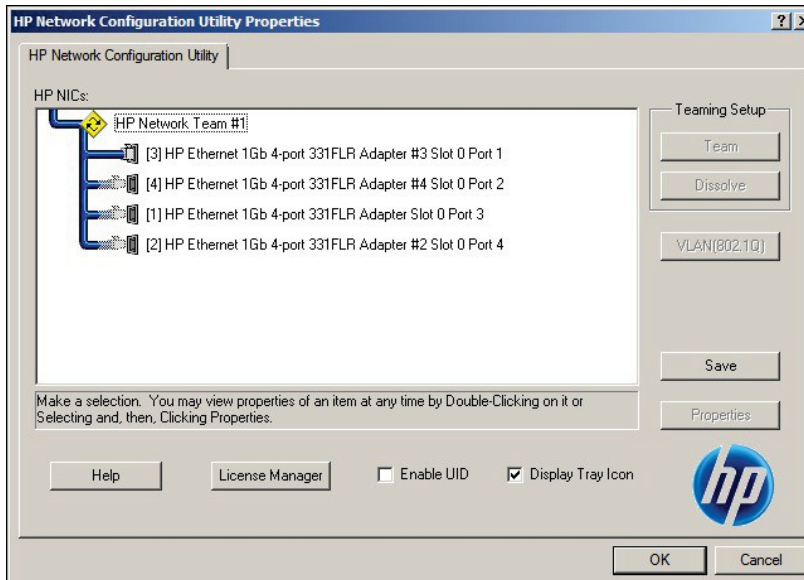 HP Network Configuration Utility Properties
HP Network Configuration Utility
HP NICs:
HP Network Team #1
[3] HP Ethernet 1Gb 4-port 331FLR Adapter #3 Slot 0 Port 1
[4] HP Ethernet 1Gb 4-port 331FLR Adapter #4 Slot 0 Port 2
[1] HP Ethernet 1Gb 4-port 331FLR Adapter Slot 0 Port 3
[2] HP Ethernet 1Gb 4-port 331FLR Adapter #2 Slot 0 Port 4
Teaming Setup
Team
Dissolve
VLAN(802.1Q)
Save
Properties
Make a selection. You may view properties of an item at any time by Double-Clicking on it or
Selecting and, then, Clicking Properties.
Help
License Manager
Enable UID
Display Tray Icon
hp
OK
Cancel